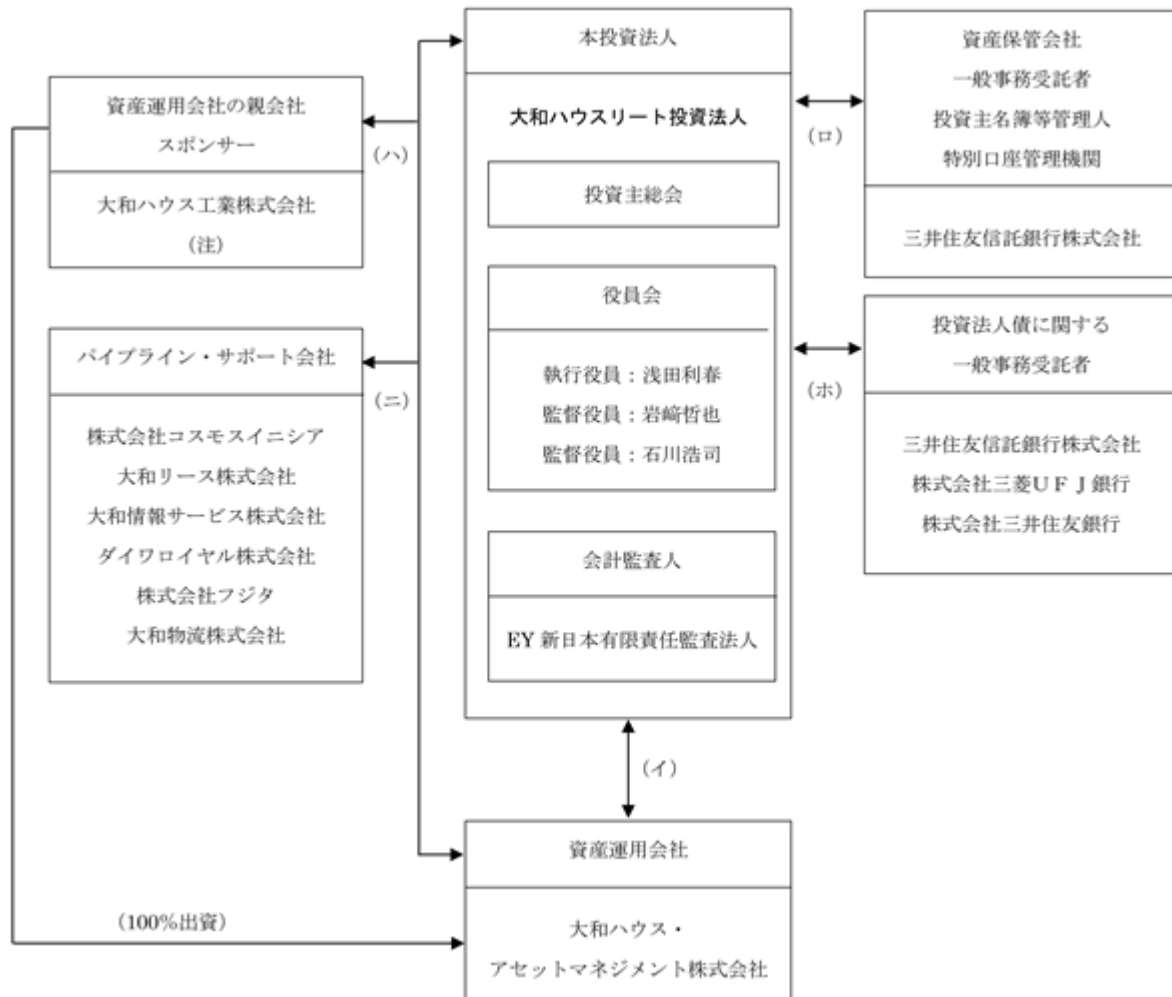 本投資法人
大和ハウスリート投資法人
投資主総会
役員会
執行役員：浅田利春
監督役員：岩﨑哲也
監督役員：石川浩司
会計監査人
EY 新日本有限責任監査法人
資産運用会社の親会社
スポンサー
大和ハウス工業株式会社
（注）
（ハ）
パイプライン・サポート会社
株式会社コスモスイニシア
大和リース株式会社
大和情報サービス株式会社
ダイワロイヤル株式会社
株式会社フジタ
大和物流株式会社
（ニ）
資産保管会社
一般事務受託者
投資主名簿等管理人
特別口座管理機関
三井住友信託銀行株式会社
（ロ）
投資法人債に関する
一般事務受託者
三井住友信託銀行株式会社
株式会社三菱ＵＦＪ銀行
株式会社三井住友銀行
（ホ）
（イ）
資産運用会社
大和ハウス・
アセットマネジメント株式会社
（100％出資）